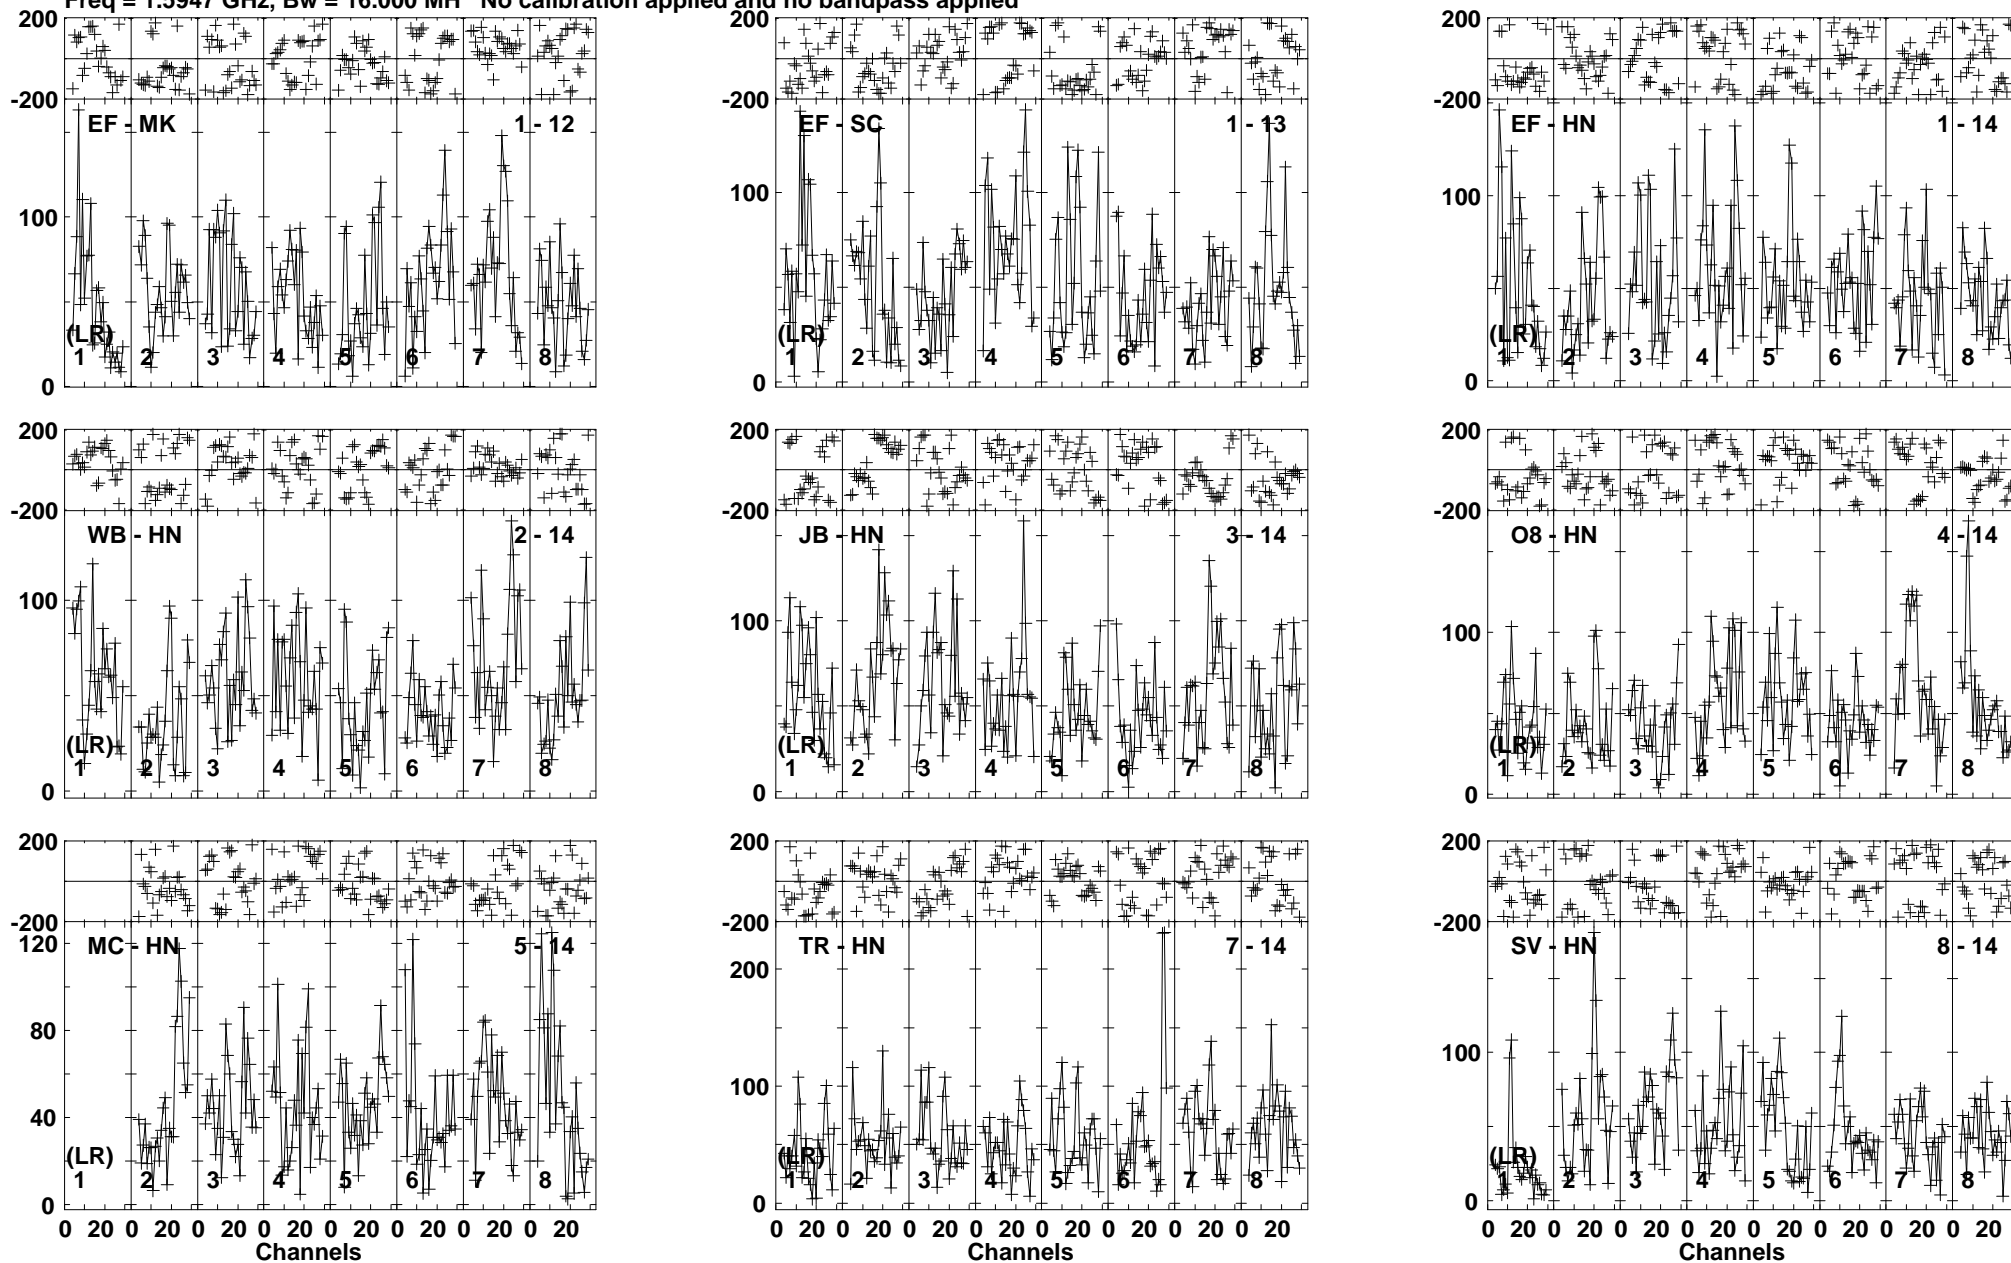 Freq = 1.5947 GHz, Bw = 16.000 MH No calibration applied and no bandpass applied
200
-200
EF - MK 1 - 12
100
0
(LR)
1 2 3 4 5 6 7 8
200
-200
EF - SC 1 - 13
100
0
(LR)
1 2 3 4 5 6 7 8
200
-200
EF - HN 1 - 14
100
0
(LR)
1 2 3 4 5 6 7 8
200
-200
WB - HN 2 - 14
100
0
(LR)
1 2 3 4 5 6 7 8
200
-200
JB - HN 3 - 14
100
0
(LR)
1 2 3 4 5 6 7 8
200
-200
O8 - HN 4 - 14
100
0
(LR)
1 2 3 4 5 6 7 8
200
-200
MC - HN 5 - 14
120
80
40
0
(LR)
1 2 3 4 5 6 7 8
0 20 0 20 0 20 0 20 0 20 0 20 0 20 0 20
Channels
200
-200
TR - HN 7 - 14
200
100
0
(LR)
1 2 3 4 5 6 7 8
0 20 0 20 0 20 0 20 0 20 0 20 0 20 0 20
Channels
200
-200
SV - HN 8 - 14
100
0
(LR)
1 2 3 4 5 6 7 8
0 20 0 20 0 20 0 20 0 20 0 20 0 20 0 20
Channels